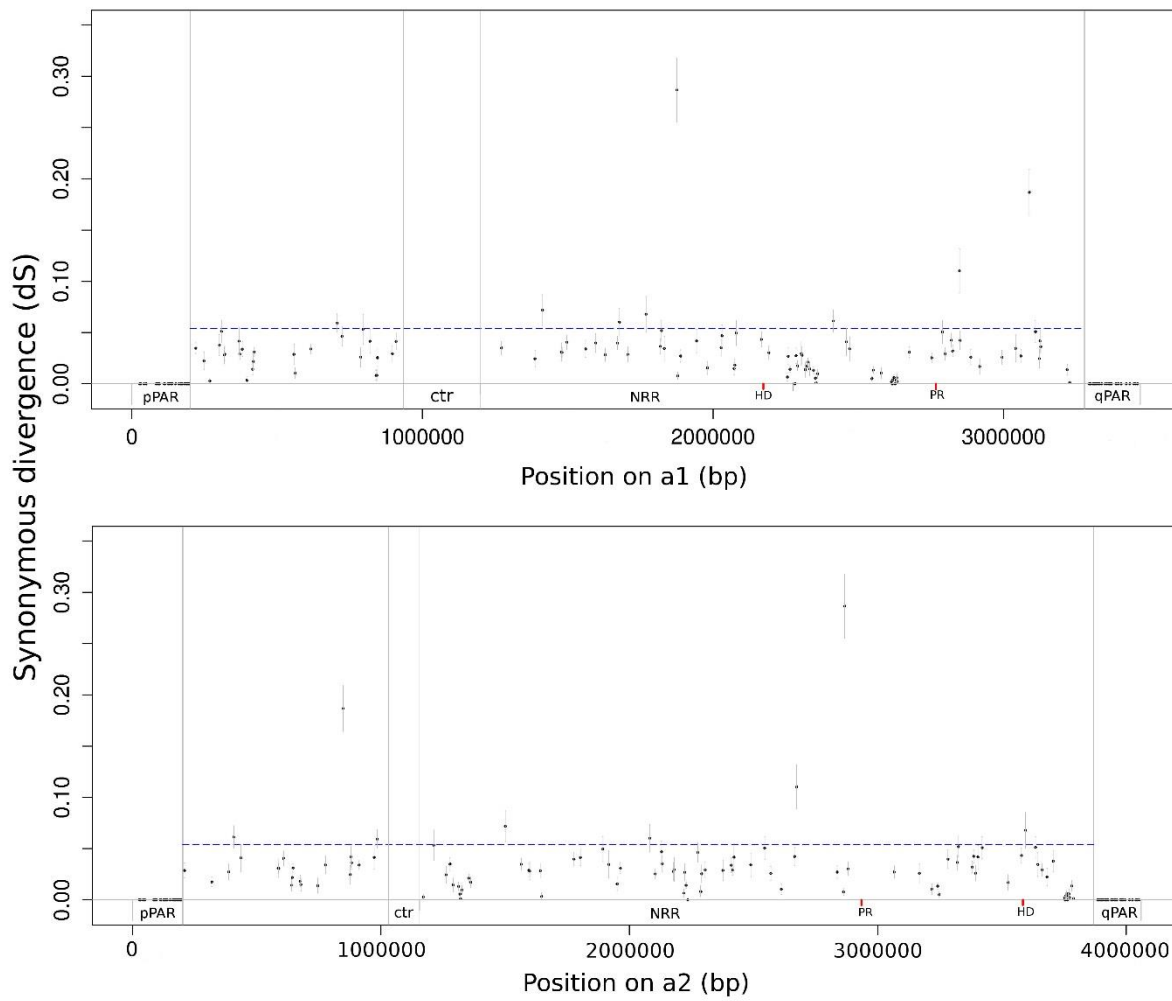 Synonymous divergence (dS)
0.30
0.20
0.10
0.00
pPAR ctr NRR HD PR qPAR
0 1000000 2000000 3000000
Position on a1 (bp)
0.30
0.20
0.10
0.00
pPAR ctr NRR PR HD qPAR
0 1000000 2000000 3000000 4000000
Position on a2 (bp)